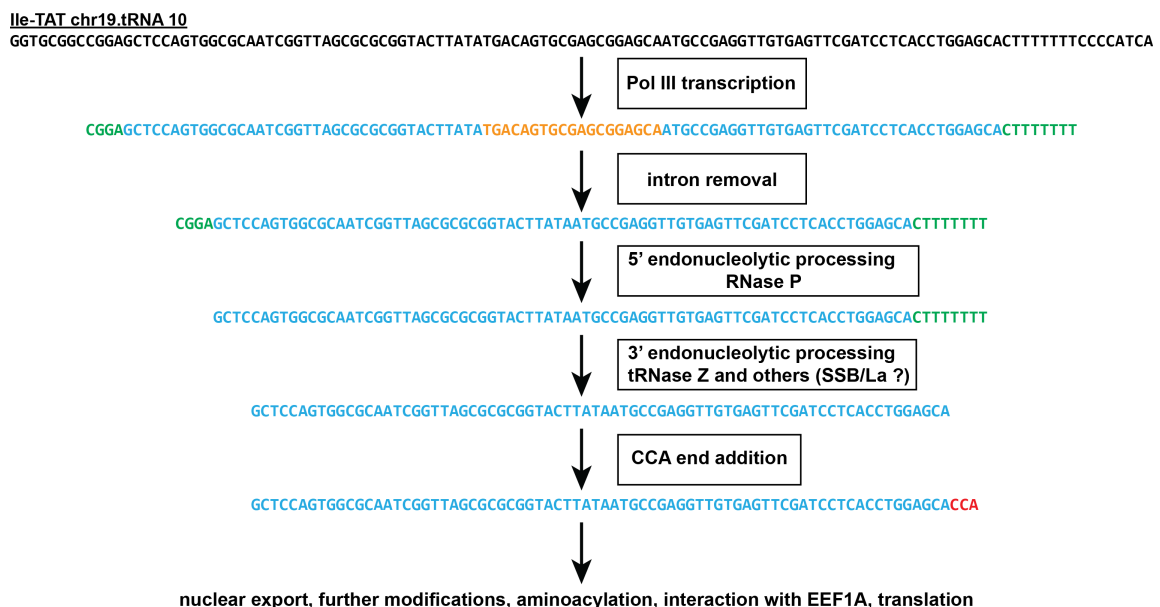 Ile-TAT chr19.tRNA 10
GGTGCGGCCGGAGCTCCAGTGGCGCAATCGGTTAGCGCGCGGTACTTATATGACAGTGCGAGCGGAGCAATGCCGAGGTTGTGAGTTCGATCCTCACCTGGAGCACTTTTTTTCCCCATCA
Pol III transcription
CGGAGCTCCAGTGGCGCAATCGGTTAGCGCGCGGTACTTATATGACAGTGCGAGCGGAGCAATGCCGAGGTTGTGAGTTCGATCCTCACCTGGAGCACTTTTTTT
intron removal
CGGAGCTCCAGTGGCGCAATCGGTTAGCGCGCGGTACTTATAATGCCGAGGTTGTGAGTTCGATCCTCACCTGGAGCACTTTTTTT
5’ endonucleolytic processing
RNase P
GCTCCAGTGGCGCAATCGGTTAGCGCGCGGTACTTATAATGCCGAGGTTGTGAGTTCGATCCTCACCTGGAGCACTTTTTTT
3’ endonucleolytic processing
tRNase Z and others (SSB/La ?)
GCTCCAGTGGCGCAATCGGTTAGCGCGCGGTACTTATAATGCCGAGGTTGTGAGTTCGATCCTCACCTGGAGCA
CCA end addition
GCTCCAGTGGCGCAATCGGTTAGCGCGCGGTACTTATAATGCCGAGGTTGTGAGTTCGATCCTCACCTGGAGCACCA
nuclear export, further modifications, aminoacylation, interaction with EEF1A, translation